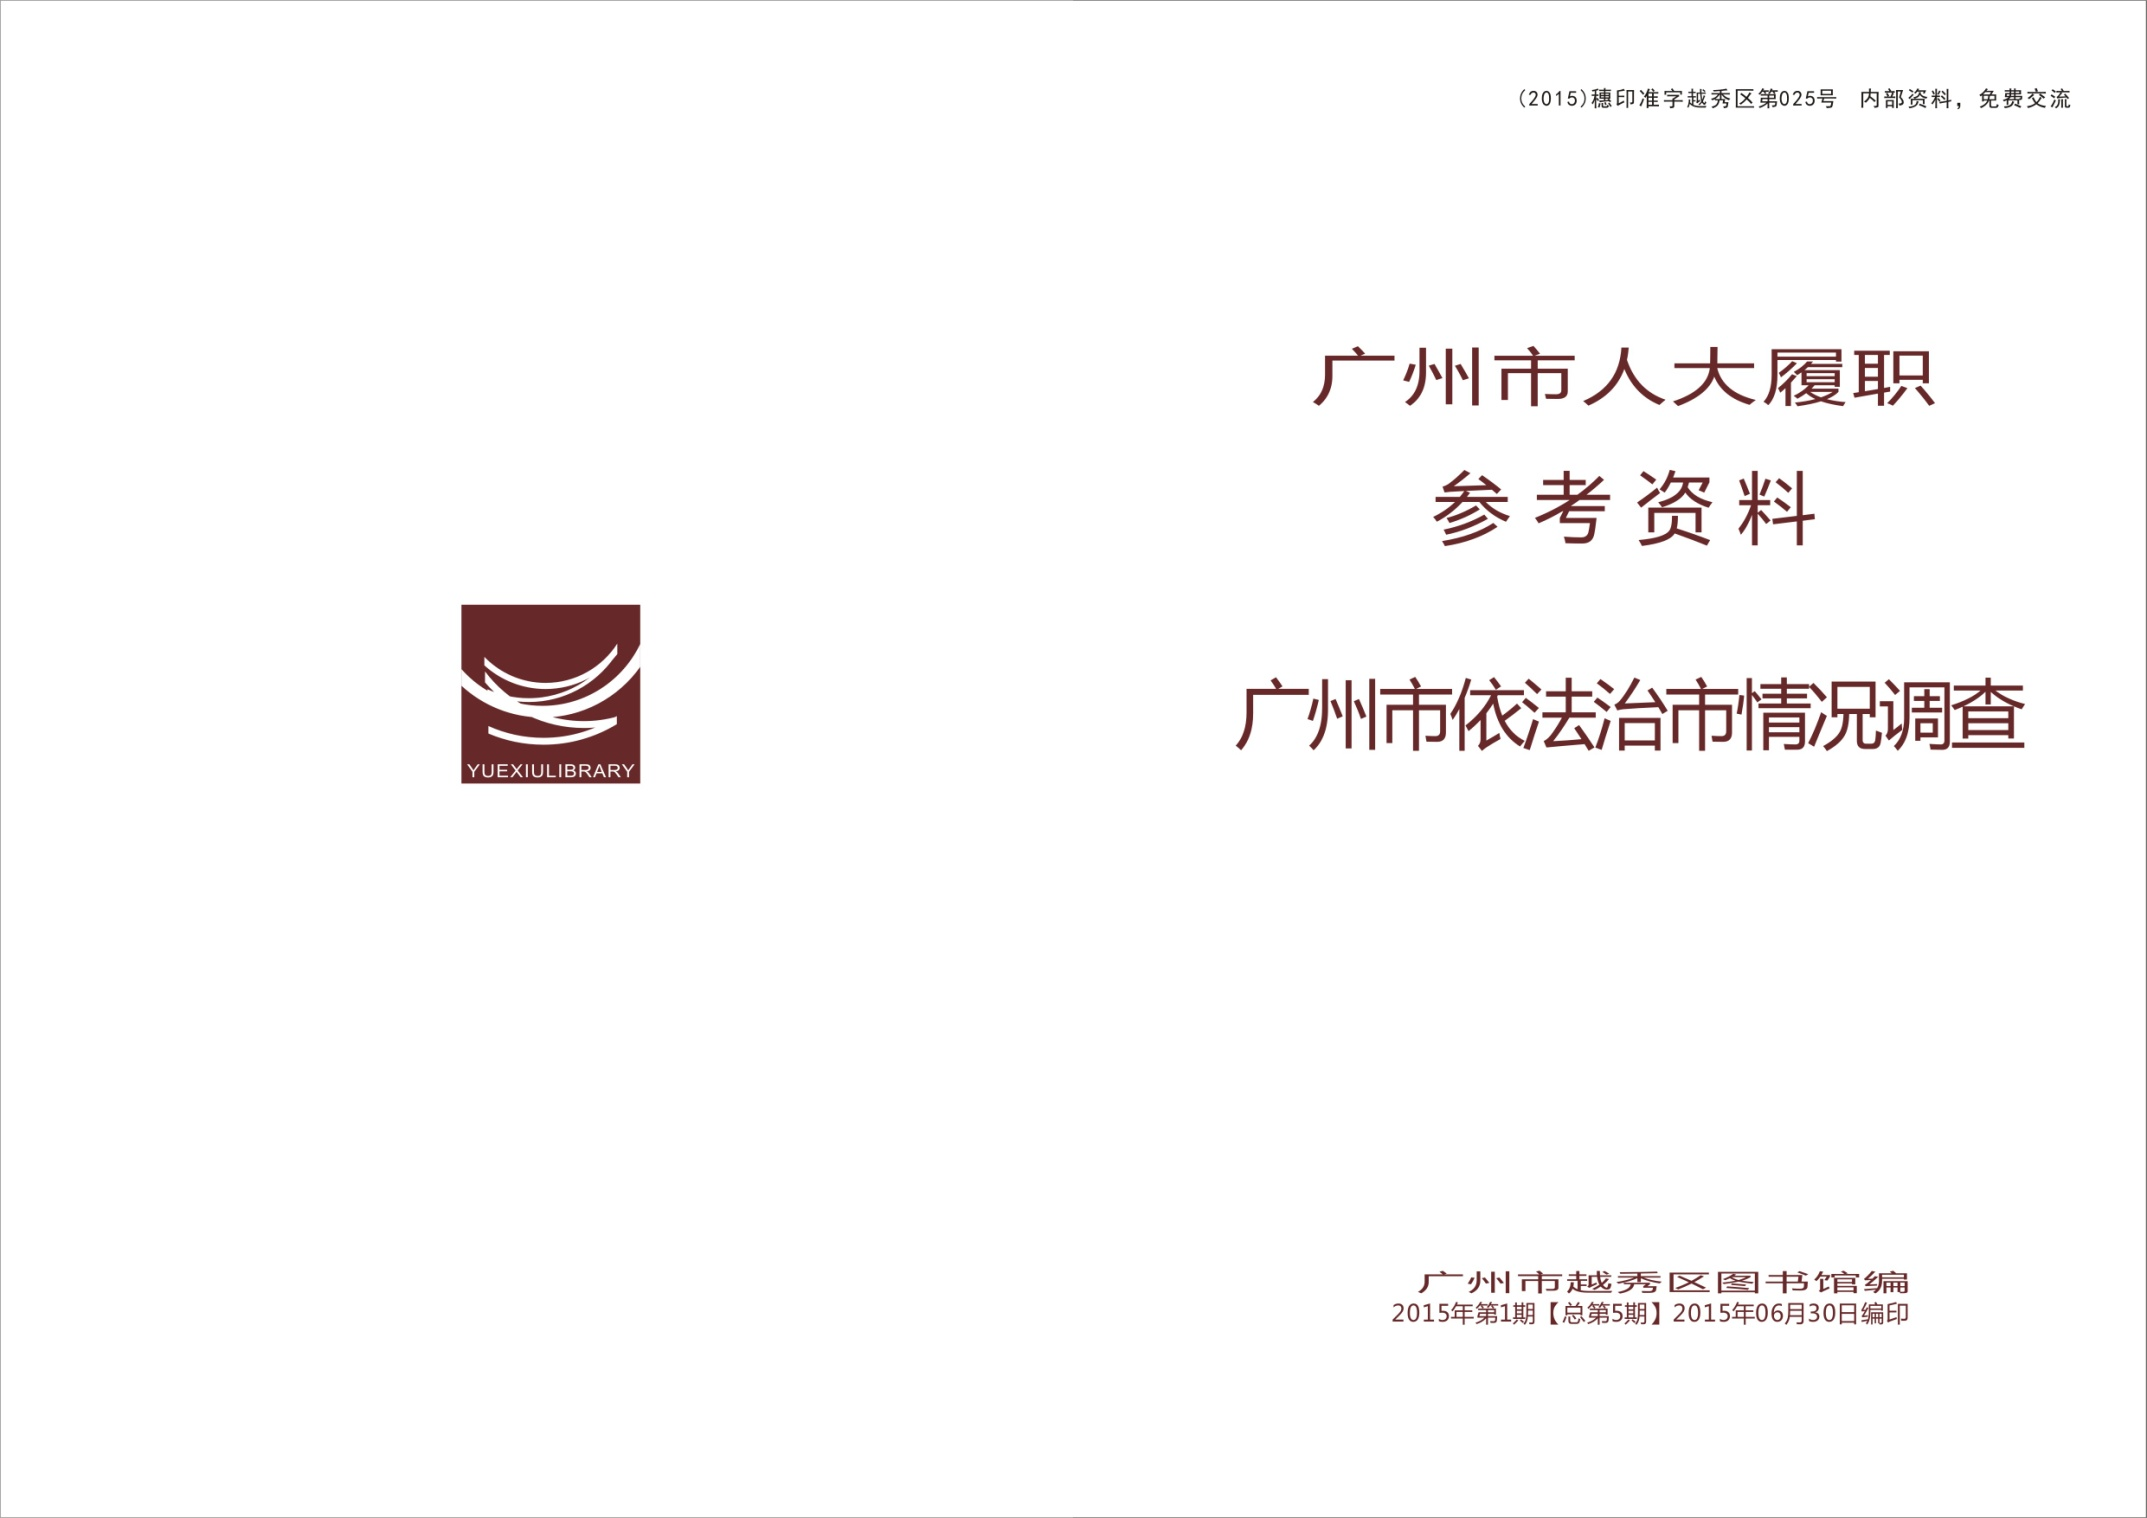 (2015)穗印准字越秀区第025号 内部资料，免费交流
广州市人大履职
参考资料
广州市依法治市情况调查
YUEXIULIBRARY
广州市越秀区图书馆编
2015年第1期【总第5期】2015年06月30日编印